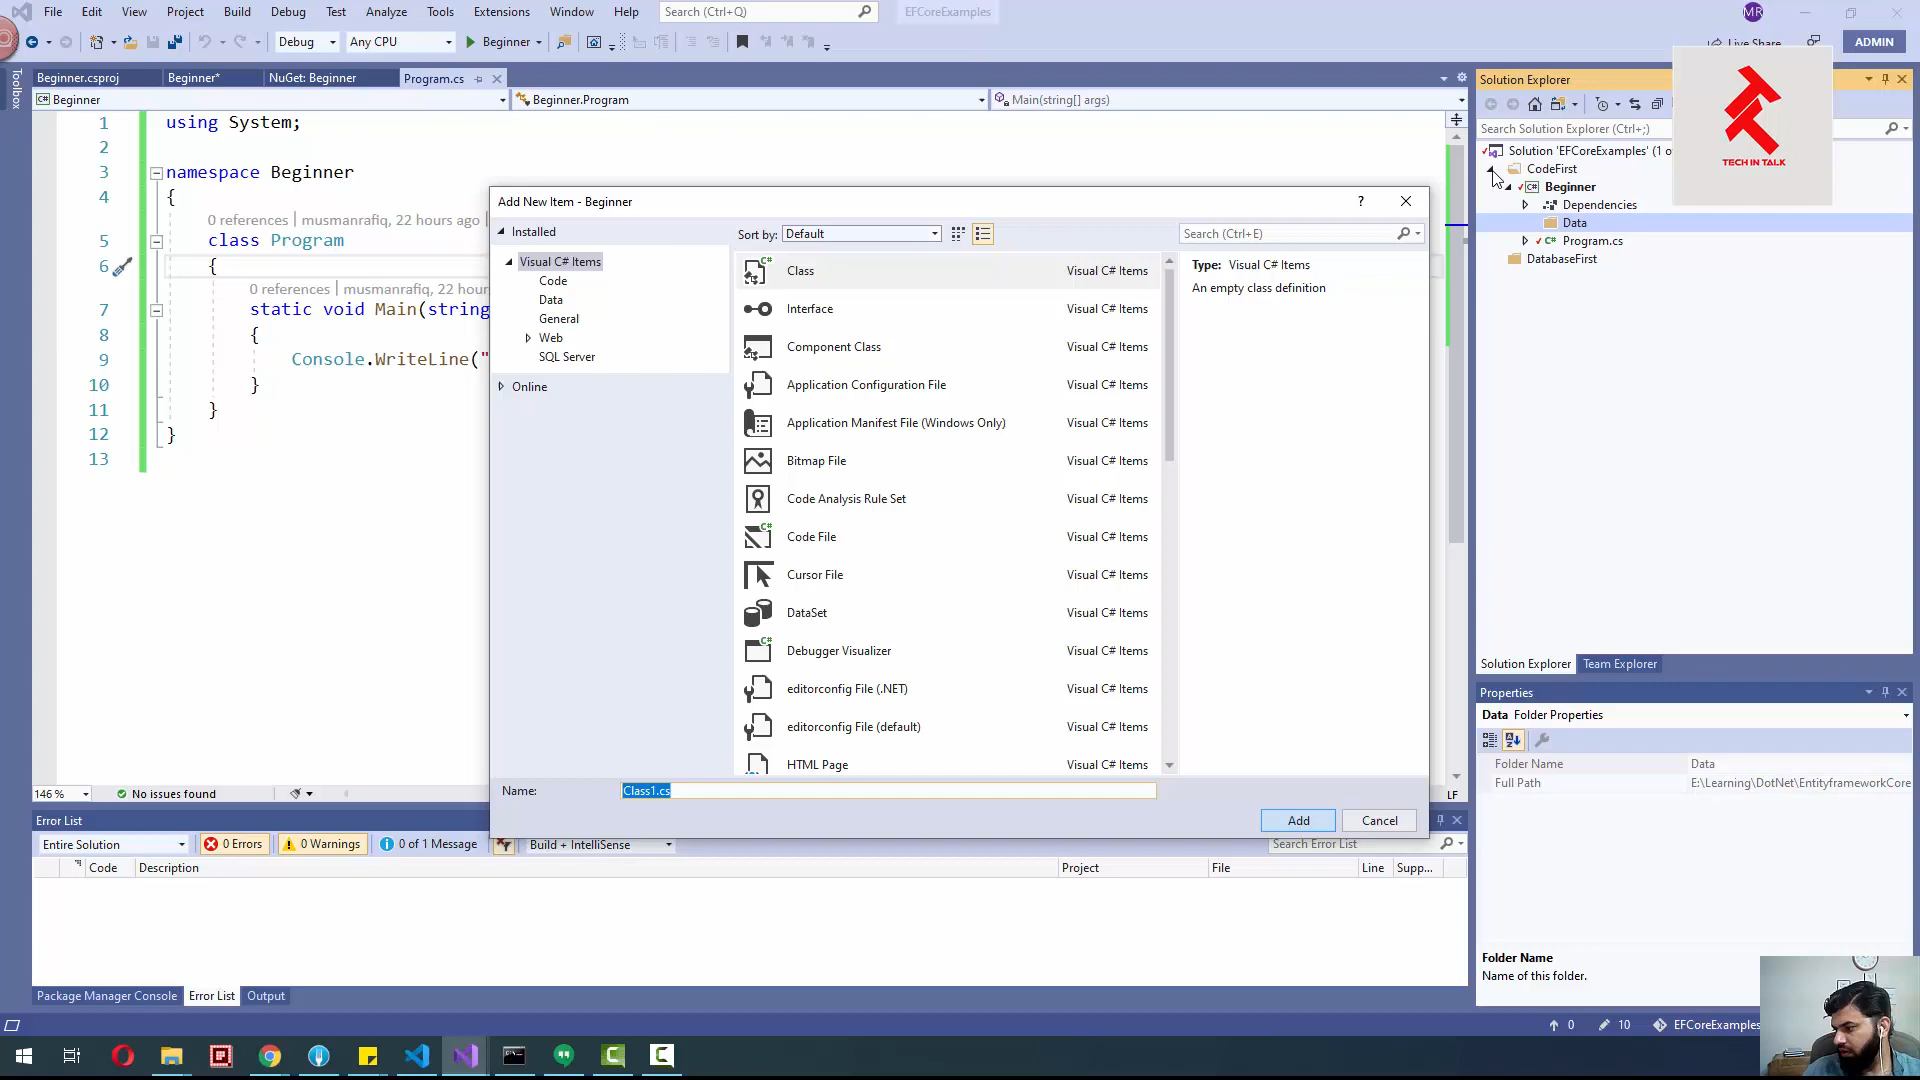 File Edit View Project Build Debug Test Analyze Tools Extensions Window Help Search (Ctrl+Q) EFCoreExamples MR
Debug Any CPU Beginner Live Share ADMIN
Toolbox
Beginner.csproj Beginner* NuGet: Beginner Program.cs
Beginner Beginner.Program Main(string[] args)
1 using System;
2
3 namespace Beginner
4 {
0 references | musmanrafiq, 22 hours ago |
5 class Program
6 {
0 references | musmanrafiq, 22 hour
7 static void Main(string
8 {
9 Console.WriteLine("
10 }
11 }
12 }
13
146 % No issues found LF
Add New Item - Beginner ?
Installed
Sort by: Default Search (Ctrl+E)
Visual C# Items
Code
Data
General
Web
SQL Server
Online
Class Visual C# Items
Interface Visual C# Items
Component Class Visual C# Items
Application Configuration File Visual C# Items
Application Manifest File (Windows Only) Visual C# Items
Bitmap File Visual C# Items
Code Analysis Rule Set Visual C# Items
Code File Visual C# Items
Cursor File Visual C# Items
DataSet Visual C# Items
Debugger Visualizer Visual C# Items
editorconfig File (.NET) Visual C# Items
editorconfig File (default) Visual C# Items
HTML Page Visual C# Items
Type: Visual C# Items
An empty class definition
Name: Class1.cs
Add Cancel
Solution Explorer
Search Solution Explorer (Ctrl+;)
Solution 'EFCoreExamples' (1 o
CodeFirst
C# Beginner
Dependencies
Data
C# Program.cs
DatabaseFirst
TECH IN TALK
Solution Explorer Team Explorer
Properties
Data Folder Properties
Folder Name Data
Full Path E:\Learning\DotNet\EntityframeworkCore
Folder Name
Name of this folder.
Error List
Entire Solution 0 Errors 0 Warnings 0 of 1 Message Build + IntelliSense Search Error List
Code Description Project File Line Supp...
Package Manager Console Error List Output
0 10 EFCoreExamples